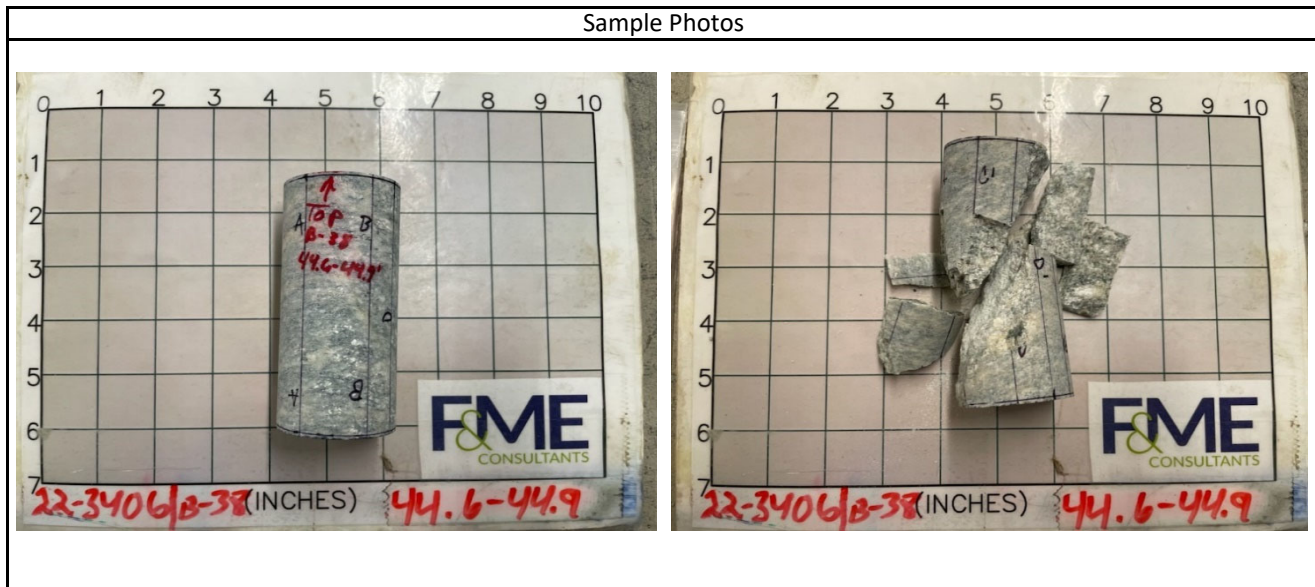 Sample Photos
0 1 2 3 4 5 6 7 8 9 10
1
2
3
4
5
6
7
TOP
A B
B-38
44.6-44.9'
D
A B
F&ME
CONSULTANTS
22-3406/B-38 (INCHES) 44.6-44.9
0 1 2 3 4 5 6 7 8 9 10
1
2
3
4
5
6
7
C
D
C
F&ME
CONSULTANTS
22-3406/B-38 (INCHES) 44.6-44.9